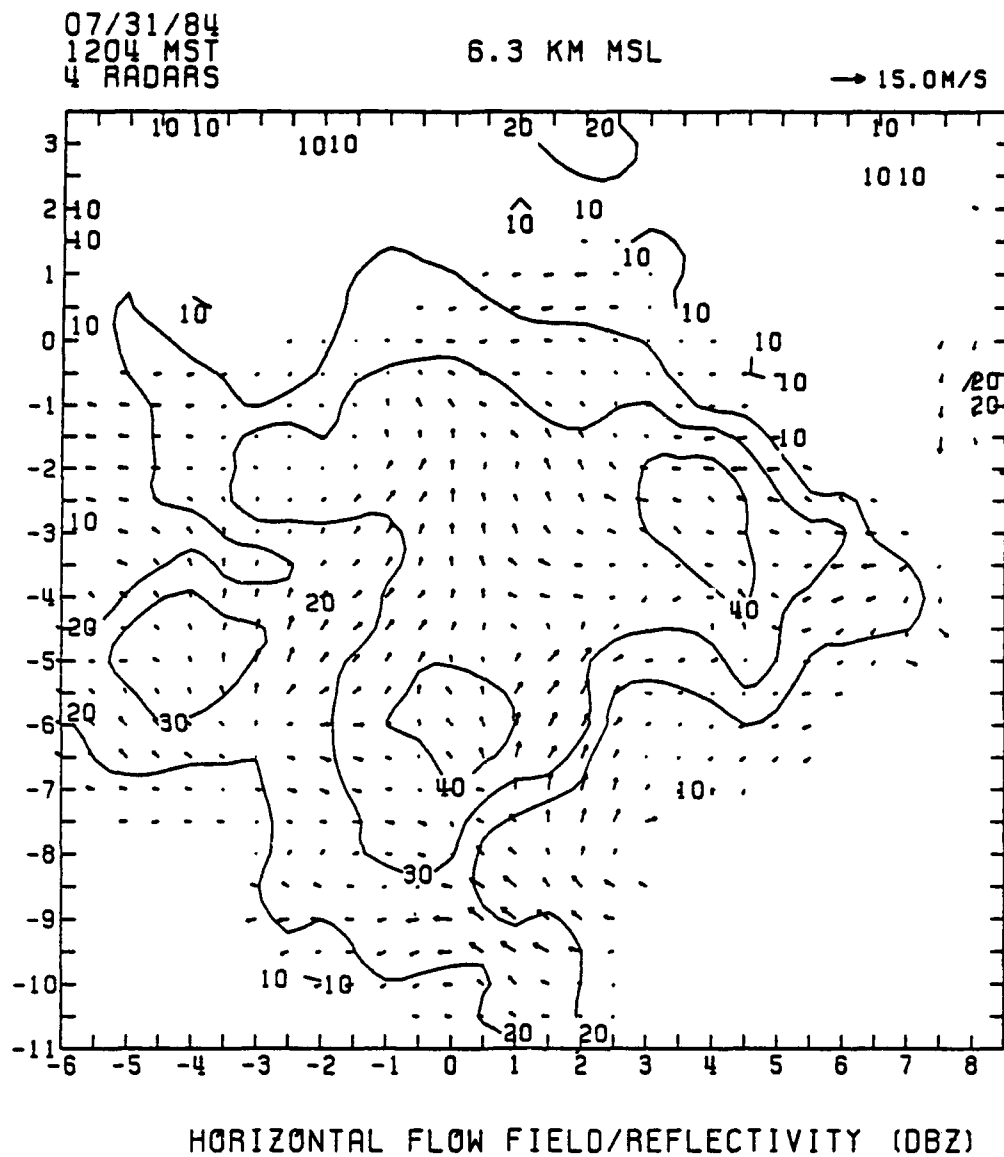 07/31/84
1204 MST
4 RADARS
6.3 KM MSL
15.0M/S
10 10 20 20 10
3 1010 1010
2 10 10 10
10 10
1
10 10 10
0 10
10
20
-1 20
10
-2
10
-3
20 40
-4
20
-5
20
-6 30
40 10
-7
-8
30
-9
10 10
-10
20 20
-11
-6 -5 -4 -3 -2 -1 0 1 2 3 4 5 6 7 8
HORIZONTAL FLOW FIELD/REFLECTIVITY (DBZ)